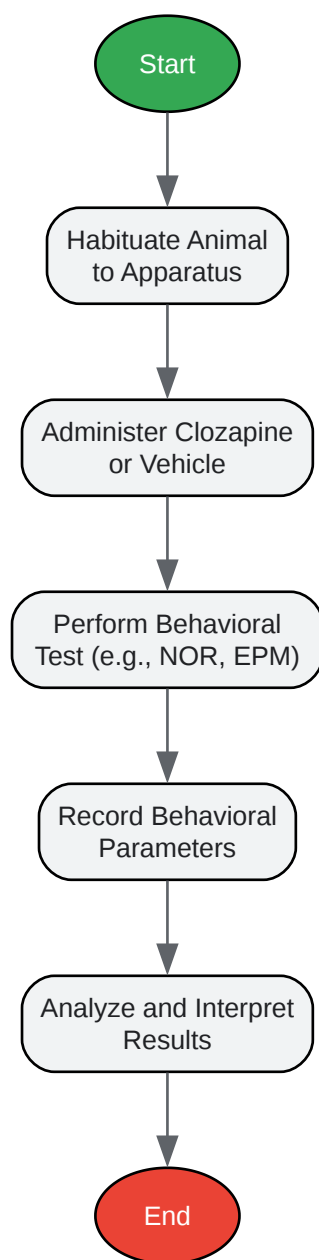 Start
Habituate Animal
to Apparatus
Administer Clozapine
or Vehicle
Perform Behavioral
Test (e.g., NOR, EPM)
Record Behavioral
Parameters
Analyze and Interpret
Results
End